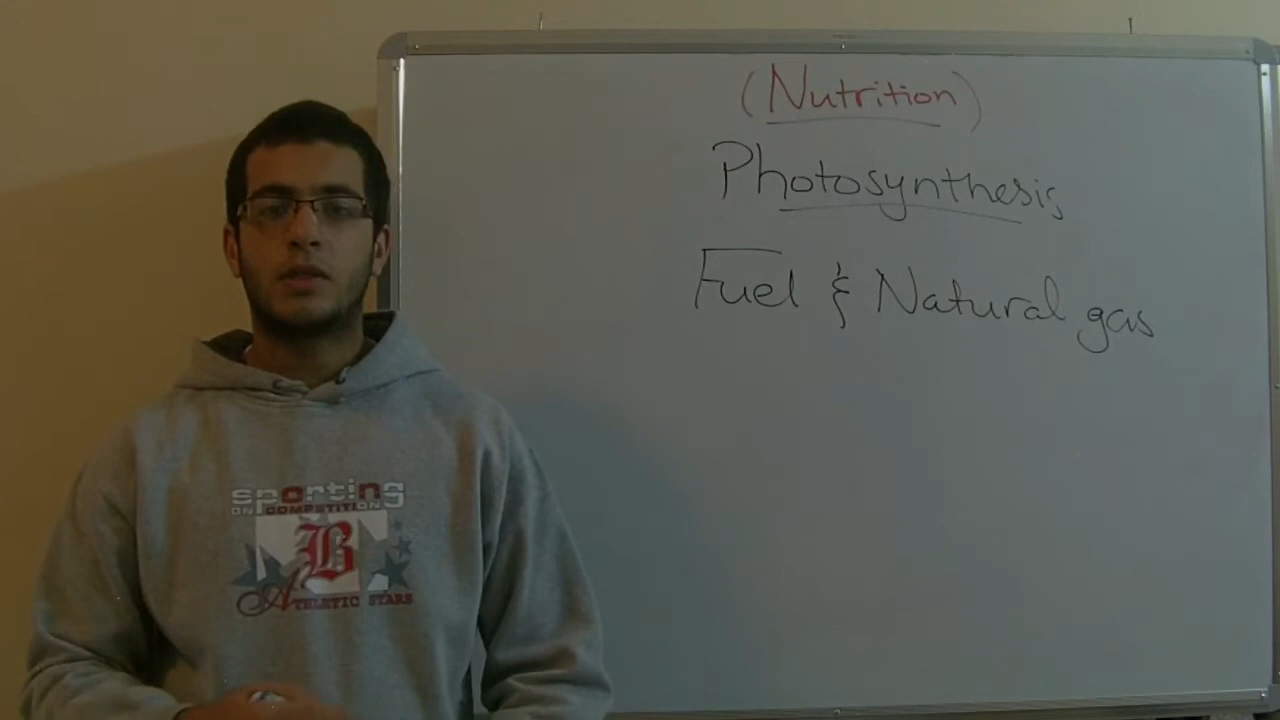 (Nutrition)
Photosynthesis
Fuel & Natural gas
sporting
ON COMPETITION
B
ATHLETIC STARS